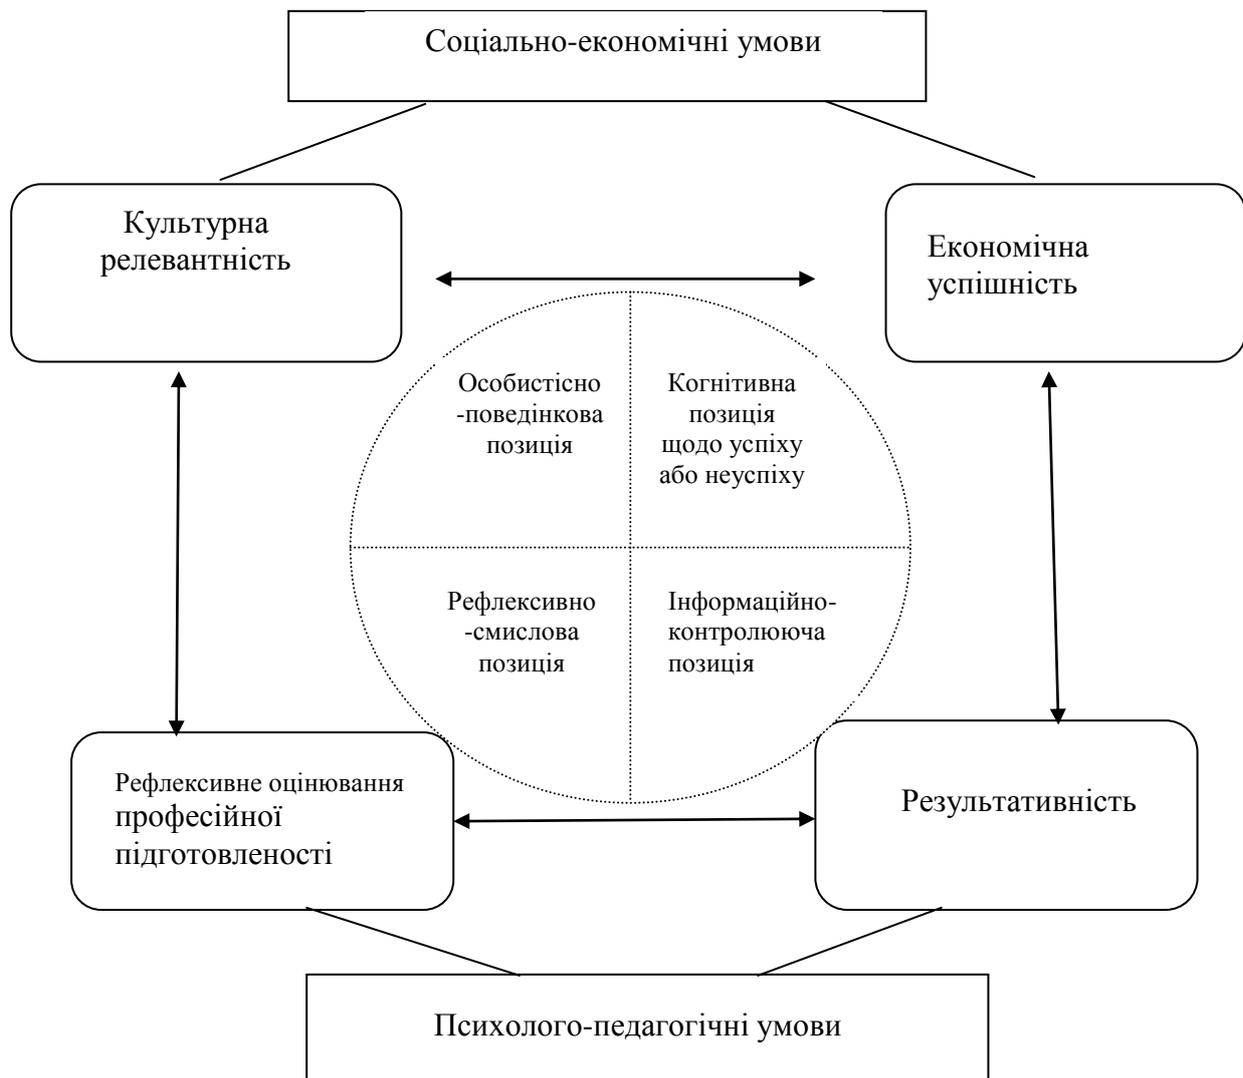 Соціально-економічні умови
Культурна
релевантність
Економічна
успішність
Особистісно
-поведінкова
позиція
Когнітивна
позиція
щодо успіху
або неуспіху
Рефлексивно
-смислова
позиція
Інформаційно-
контролююча
позиція
Рефлексивне оцінювання
професійної
підготовленості
Результативність
Психолого-педагогічні умови